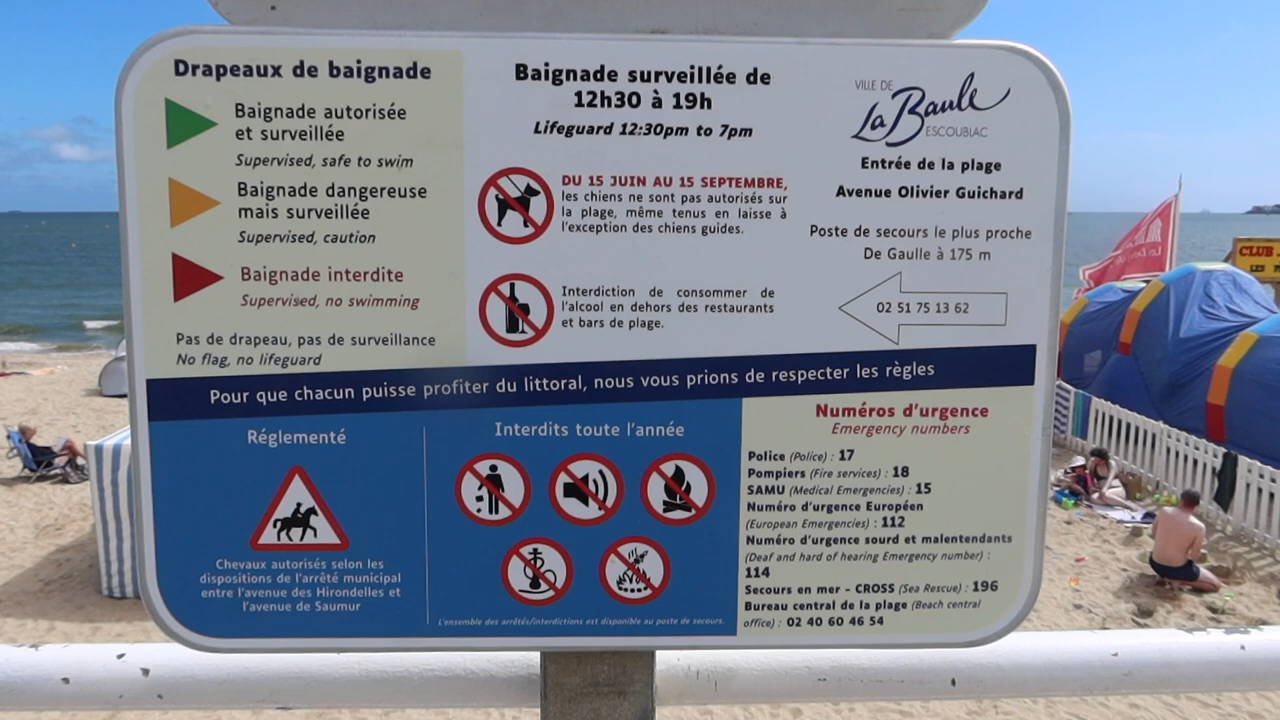 Drapeaux de baignade
Baignade autorisée
et surveillée
Supervised, safe to swim
Baignade dangereuse
mais surveillée
Supervised, caution
Baignade interdite
Supervised, no swimming
Pas de drapeau, pas de surveillance
No flag, no lifeguard
Baignade surveillée de
12h30 à 19h
Lifeguard 12:30pm to 7pm
DU 15 JUIN AU 15 SEPTEMBRE,
les chiens ne sont pas autorisés sur
la plage, même tenus en laisse à
l'exception des chiens guides.
Interdiction de consommer de
l'alcool en dehors des restaurants
et bars de plage.
VILLE DE
La Baule
ESCOUBLAC
Entrée de la plage
Avenue Olivier Guichard
Poste de secours le plus proche
De Gaulle à 175 m
02 51 75 13 62
Pour que chacun puisse profiter du littoral, nous vous prions de respecter les règles
Réglementé
Chevaux autorisés selon les
dispositions de l'arrêté municipal
entre l'avenue des Hirondelles et
l'avenue de Saumur
Interdits toute l'année
L'ensemble des arrêtés/interdictions est disponible au poste de secours.
Numéros d'urgence
Emergency numbers
Police (Police) : 17
Pompiers (Fire services) : 18
SAMU (Medical Emergencies) : 15
Numéro d'urgence Européen
(European Emergencies) : 112
Numéro d'urgence sourd et malentendants
(Deaf and hard of hearing Emergency number) :
114
Secours en mer - CROSS (Sea Rescue) : 196
Bureau central de la plage (Beach central
office) : 02 40 60 46 54
CLUB
LES